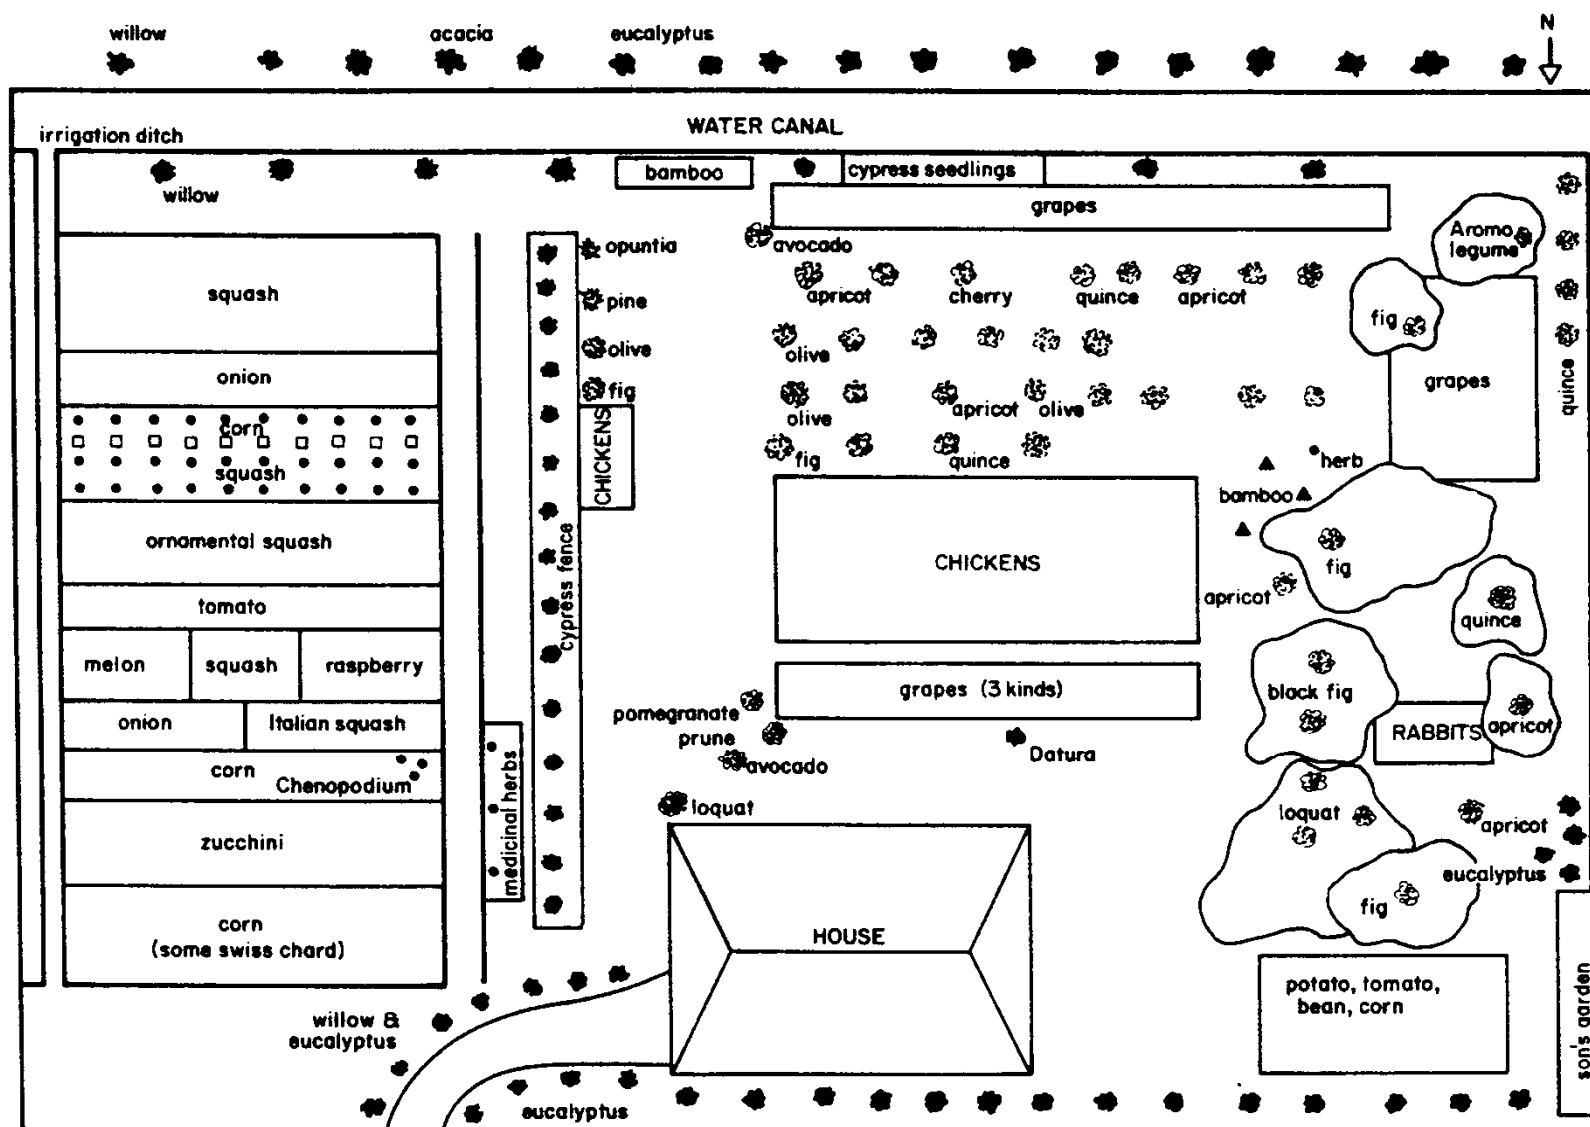 willow
acacia
eucalyptus
N
irrigation ditch
WATER CANAL
willow
bamboo
cypress seedlings
grapes
Aromo
legume
squash
onion
corn
squash
ornamental squash
tomato
melon
squash
raspberry
onion
Italian squash
corn
Chenopodium
zucchini
corn
(some swiss chard)
medicinal herbs
cypress fence
opuntia
pine
olive
fig
CHICKENS
avocado
apricot
cherry
quince
apricot
olive
olive
apricot
olive
fig
quince
fig
grapes
quince
herb
bamboo
fig
apricot
quince
CHICKENS
grapes (3 kinds)
black fig
RABBITS
apricot
pomegranate
prune
avocado
Datura
loquat
loquat
apricot
eucalyptus
fig
HOUSE
potato, tomato,
bean, corn
son's garden
willow &
eucalyptus
eucalyptus